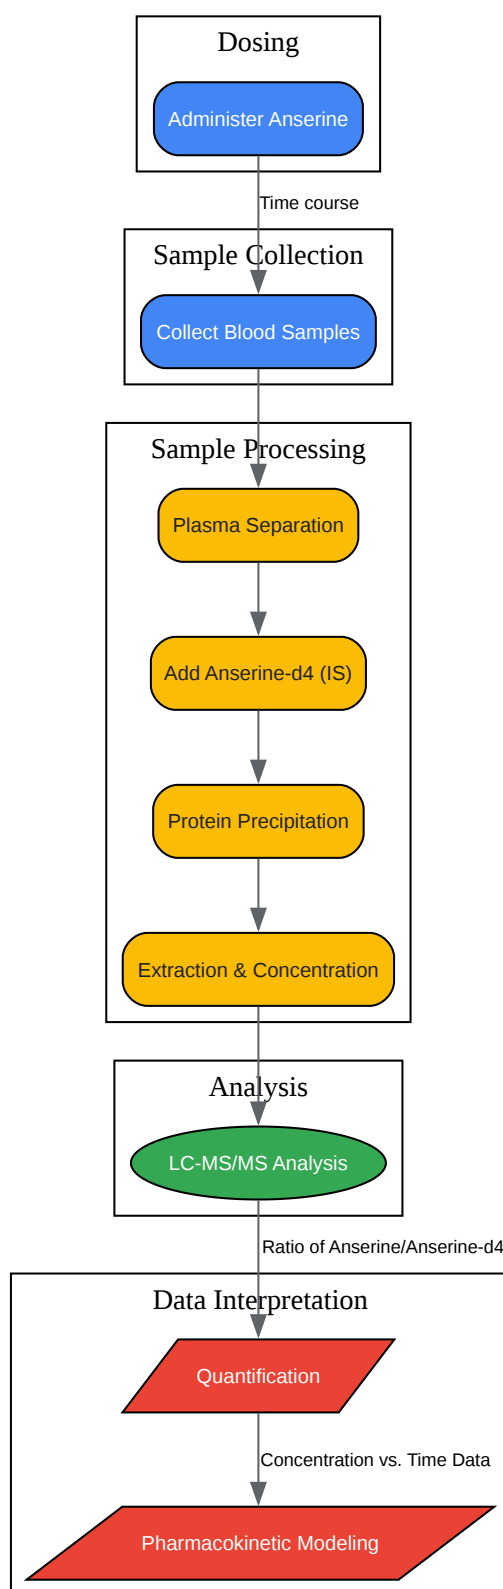 Dosing
Administer Anserine
Time course
Sample Collection
Collect Blood Samples
Sample Processing
Plasma Separation
Add Anserine-d4 (IS)
Protein Precipitation
Extraction & Concentration
Analysis
LC-MS/MS Analysis
Ratio of Anserine/Anserine-d4
Data Interpretation
Quantification
Concentration vs. Time Data
Pharmacokinetic Modeling